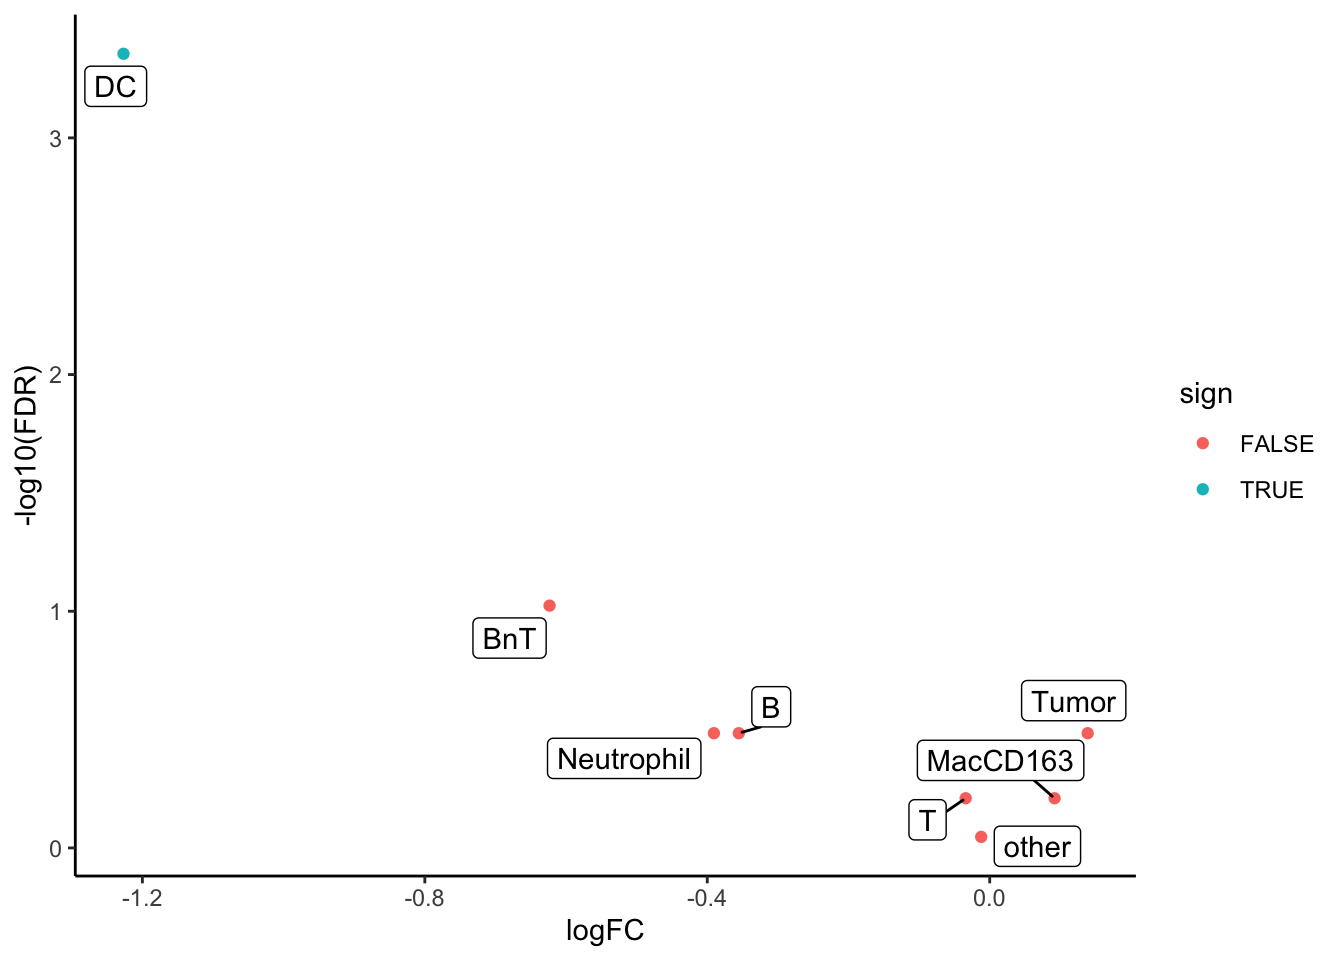 DC
3
2
1
0
-log10(FDR)
BnT
B
Neutrophil
Tumor
MacCD163
T
other
-1.2
-0.8
-0.4
0.0
logFC
sign
FALSE
TRUE